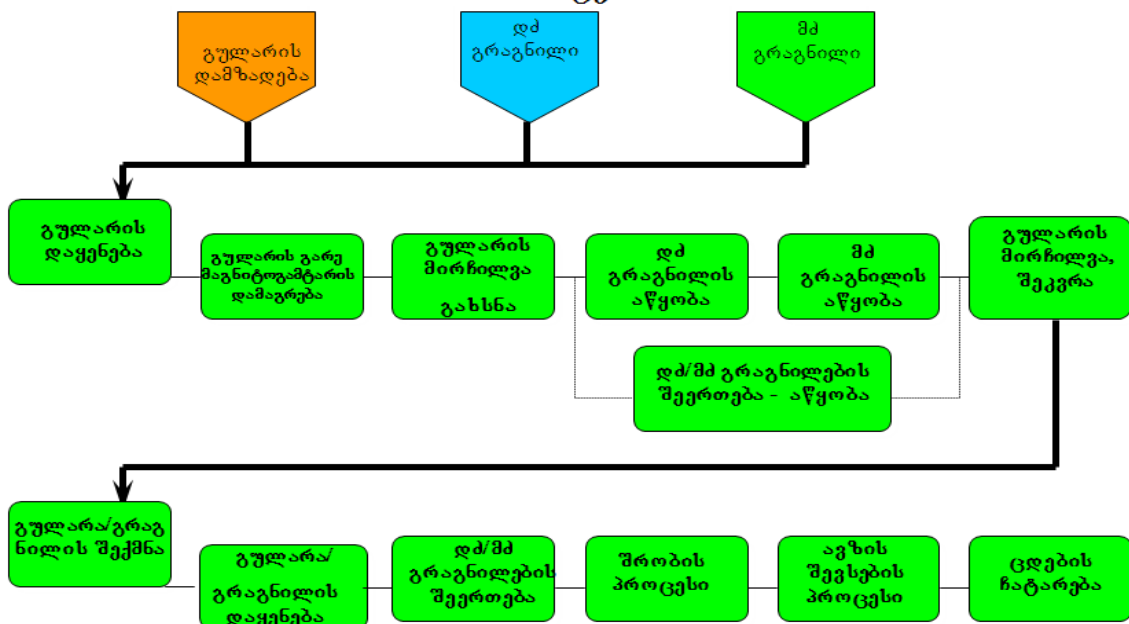 გულარის
დამზადება
დძ
გრაგნილი
მძ
გრაგნილი
გულარის
დაყენება
გულარის გარე
მაგნიტოგამტარის
დამაგრება
გულარის
მირჩილვა
გახსნა
დძ
გრაგნილის
აწყობა
მძ
გრაგნილის
აწყობა
გულარის
მირჩილვა,
შეკვრა
დძ/მძ გრაგნილების
შეერთება - აწყობა
გულარა/გრაგ
ნილის შექმნა
გულარა/
გრაგნილის
დაყენება
დძ/მძ
გრაგნილების
შეერთება
შრობის
პროცესი
ავზის
შევსების
პროცესი
ცდების
ჩატარება